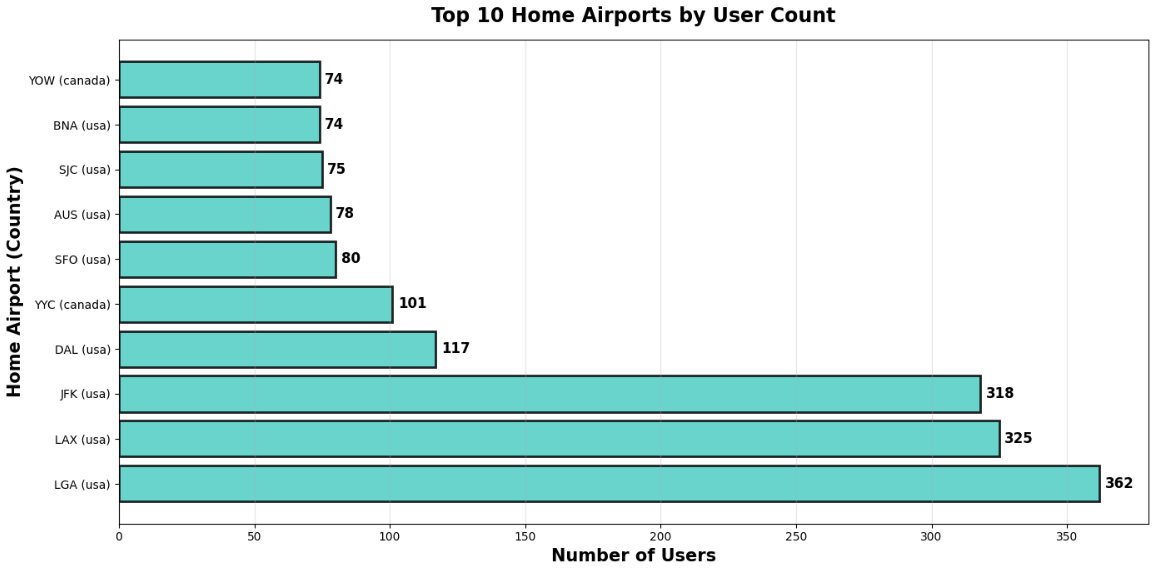 Top 10 Home Airports by User Count
Home Airport (Country)
YOW (canada) 74
BNA (usa) 74
SJC (usa) 75
AUS (usa) 78
SFO (usa) 80
YYC (canada) 101
DAL (usa) 117
JFK (usa) 318
LAX (usa) 325
LGA (usa) 362
0 50 100 150 200 250 300 350
Number of Users